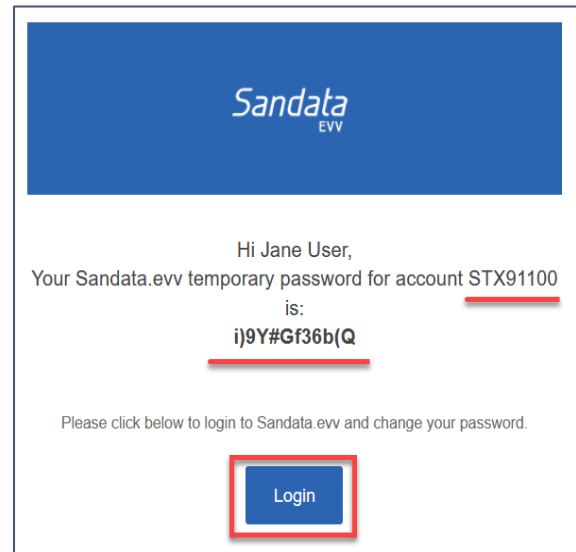 Sandata
EVV
Hi Jane User,
Your Sandata.evv temporary password for account STX91100
is:
i)9Y#Gf36b(Q
Please click below to login to Sandata.evv and change your password.
Login